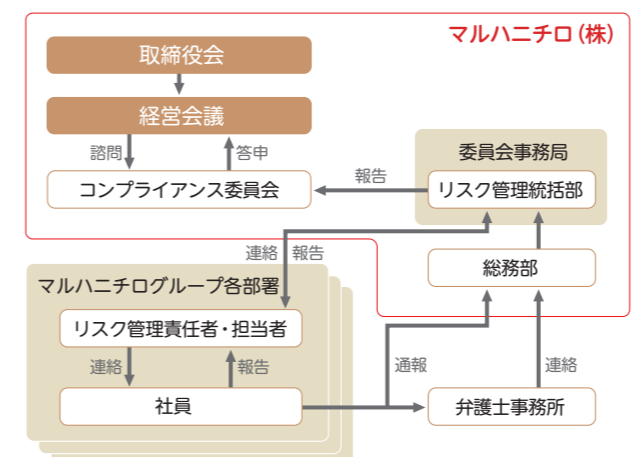 マルハニチロ(株)
取締役会
経営会議
諮問
答申
コンプライアンス委員会
報告
委員会事務局
リスク管理統括部
連絡
報告
総務部
マルハニチログループ各部署
リスク管理責任者・担当者
連絡
報告
社員
通報
連絡
弁護士事務所